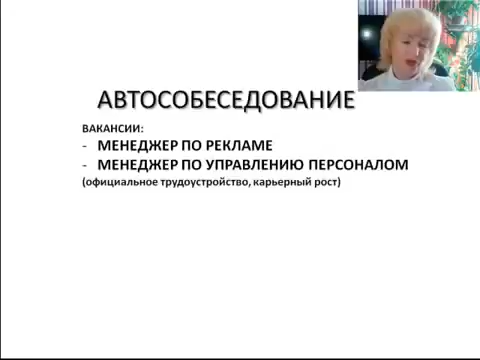 АВТОСОБЕСЕДОВАНИЕ
ВАКАНСИИ:
- МЕНЕДЖЕР ПО РЕКЛАМЕ
- МЕНЕДЖЕР ПО УПРАВЛЕНИЮ ПЕРСОНАЛОМ
(официальное трудоустройство, карьерный рост)